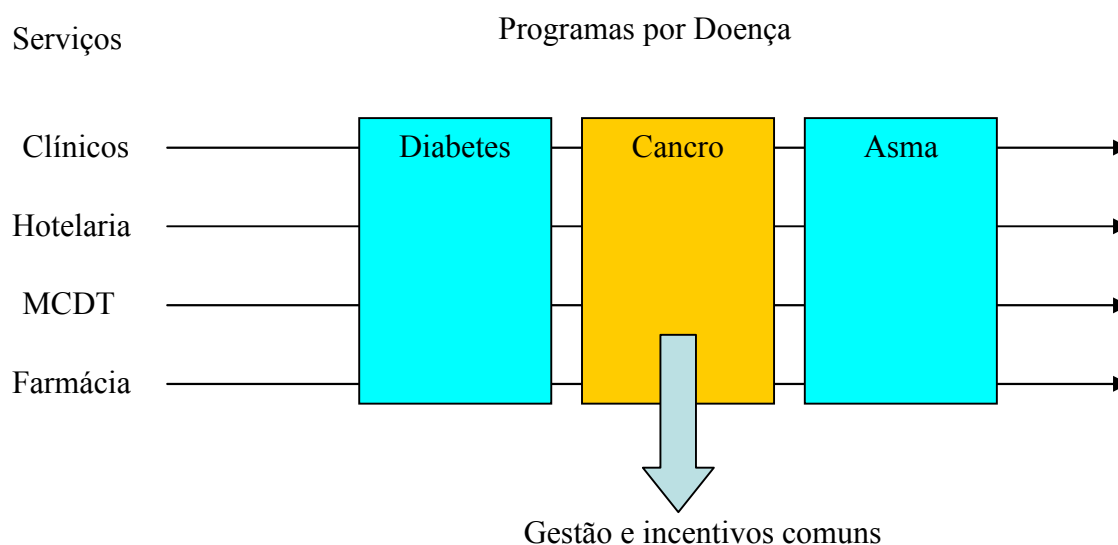 Serviços
Programas por Doença
Clínicos
Diabetes
Cancro
Asma
Hotelaria
MCDT
Farmácia
Gestão e incentivos comuns